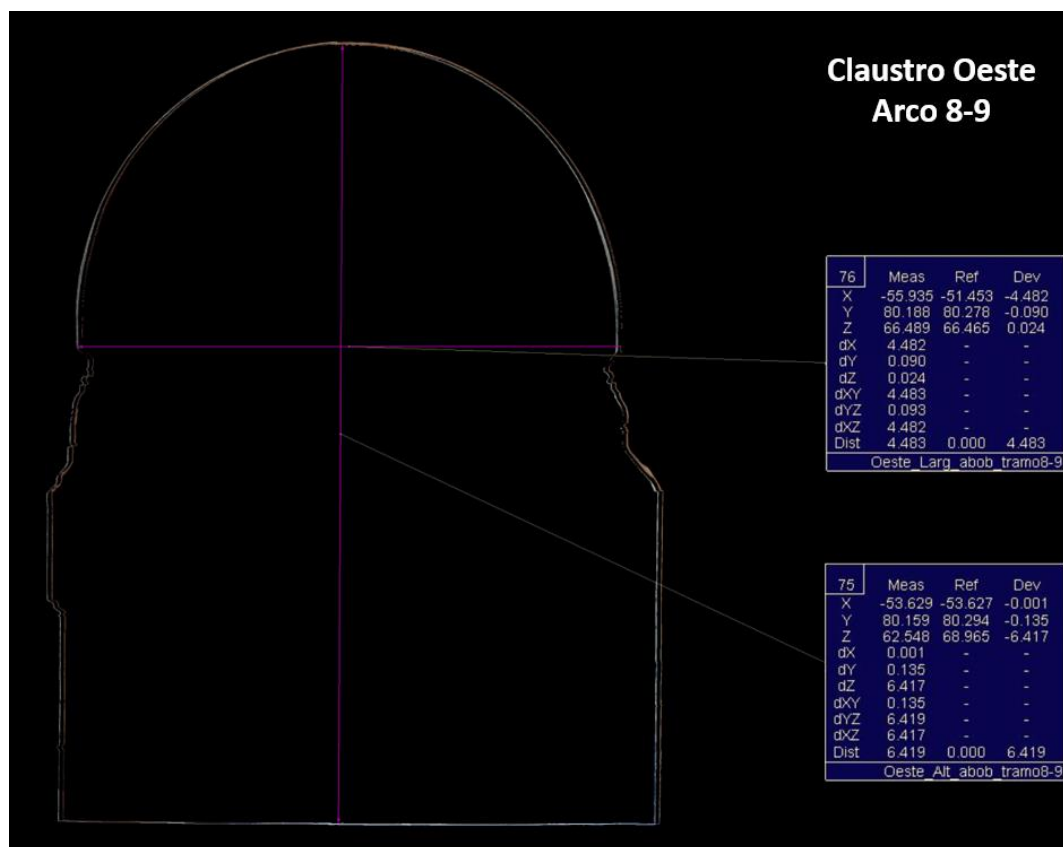 Claustro Oeste
Arco 8-9
76 Meas Ref Dev
X -55.935 -51.453 -4.482
Y 80.188 80.278 -0.090
Z 66.489 66.465 0.024
dX 4.482 - -
dY 0.090 - -
dZ 0.024 - -
dXY 4.483 - -
dYZ 0.093 - -
dXZ 4.482 - -
Dist 4.483 0.000 4.483
Oeste_Larg_abob_tramo8-9
75 Meas Ref Dev
X -53.629 -53.627 -0.001
Y 80.159 80.294 -0.135
Z 62.548 68.965 -6.417
dX 0.001 - -
dY 0.135 - -
dZ 6.417 - -
dXY 0.135 - -
dYZ 6.419 - -
dXZ 6.417 - -
Dist 6.419 0.000 6.419
Oeste_Alt_abob_tramo8-9